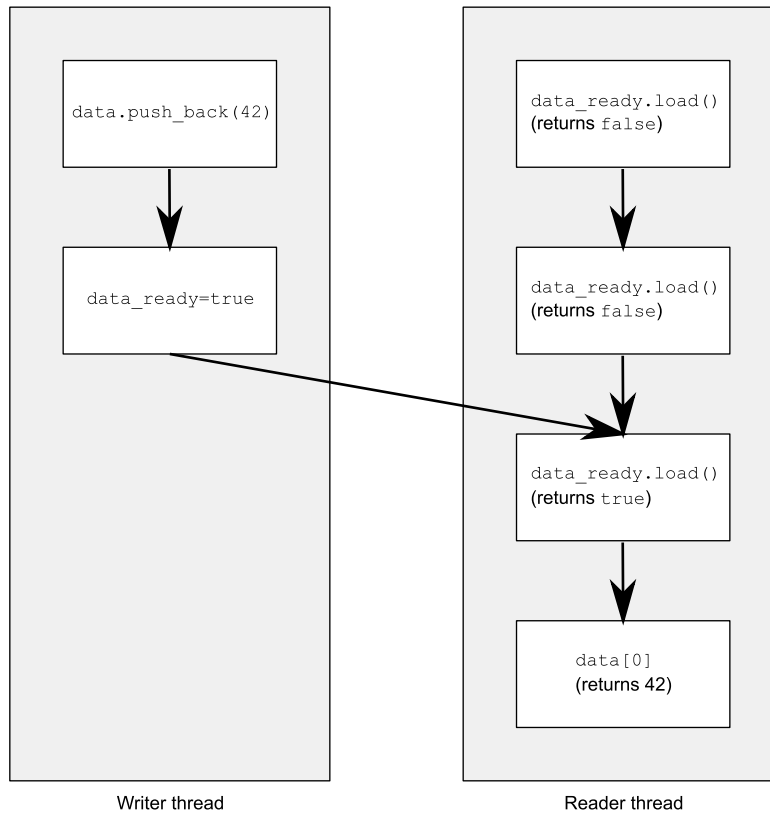 data.push_back(42)
data_ready=true
Writer thread
data_ready.load()
(returns false)
data_ready.load()
(returns false)
data_ready.load()
(returns true)
data[0]
(returns 42)
Reader thread